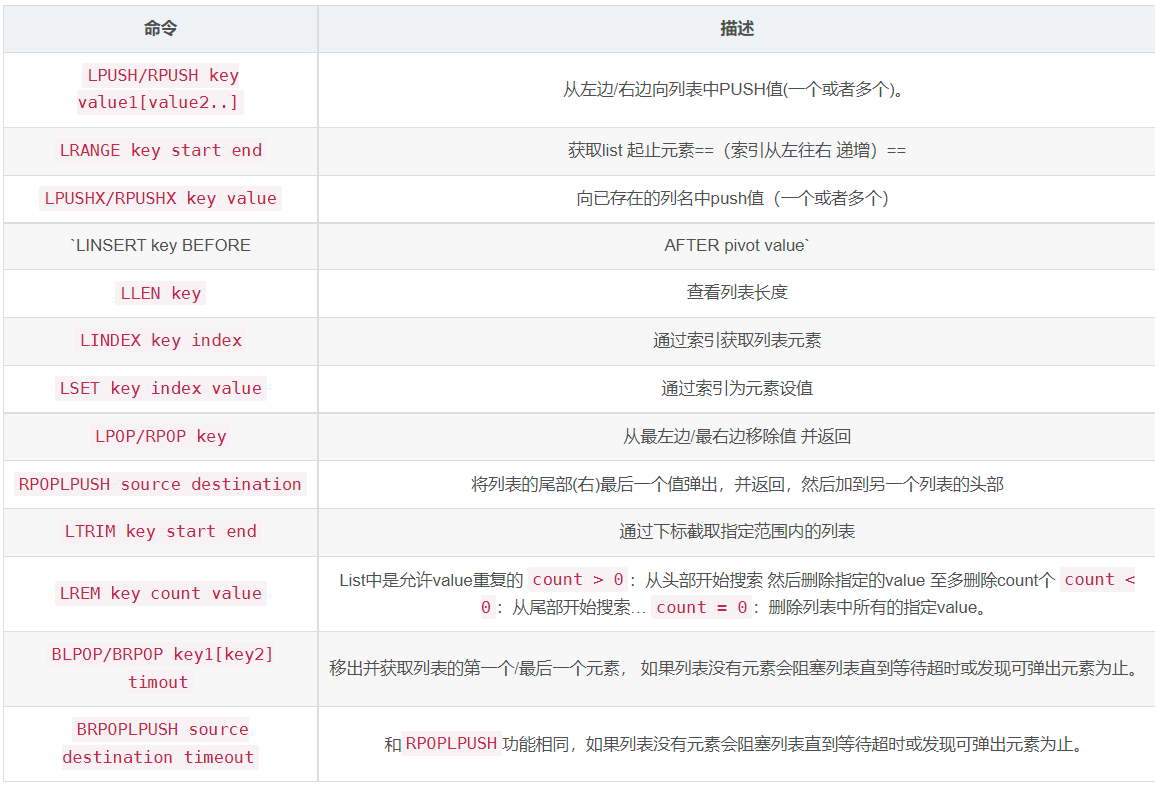 命令
描述
LPUSH/RPUSH key
value1[value2..]
从左边/右边向列表中PUSH值(一个或者多个)。
LRANGE key start end
获取list 起止元素==（索引从左往右 递增）==
LPUSHX/RPUSHX key value
向已存在的列名中push值（一个或者多个）
`LINSERT key BEFORE
AFTER pivot value`
LLEN key
查看列表长度
LINDEX key index
通过索引获取列表元素
LSET key index value
通过索引为元素设值
LPOP/RPOP key
从最左边/最右边移除值 并返回
RPOPLPUSH source destination
将列表的尾部(右)最后一个值弹出，并返回，然后加到另一个列表的头部
LTRIM key start end
通过下标截取指定范围内的列表
LREM key count value
List中是允许value重复的 count > 0 ：从头部开始搜索 然后删除指定的value 至多删除count个 count <
0 ：从尾部开始搜索… count = 0 ：删除列表中所有的指定value。
BLPOP/BRPOP key1[key2]
timout
移出并获取列表的第一个/最后一个元素， 如果列表没有元素会阻塞列表直到等待超时或发现可弹出元素为止。
BRPOPLPUSH source
destination timeout
和 RPOPLPUSH 功能相同，如果列表没有元素会阻塞列表直到等待超时或发现可弹出元素为止。